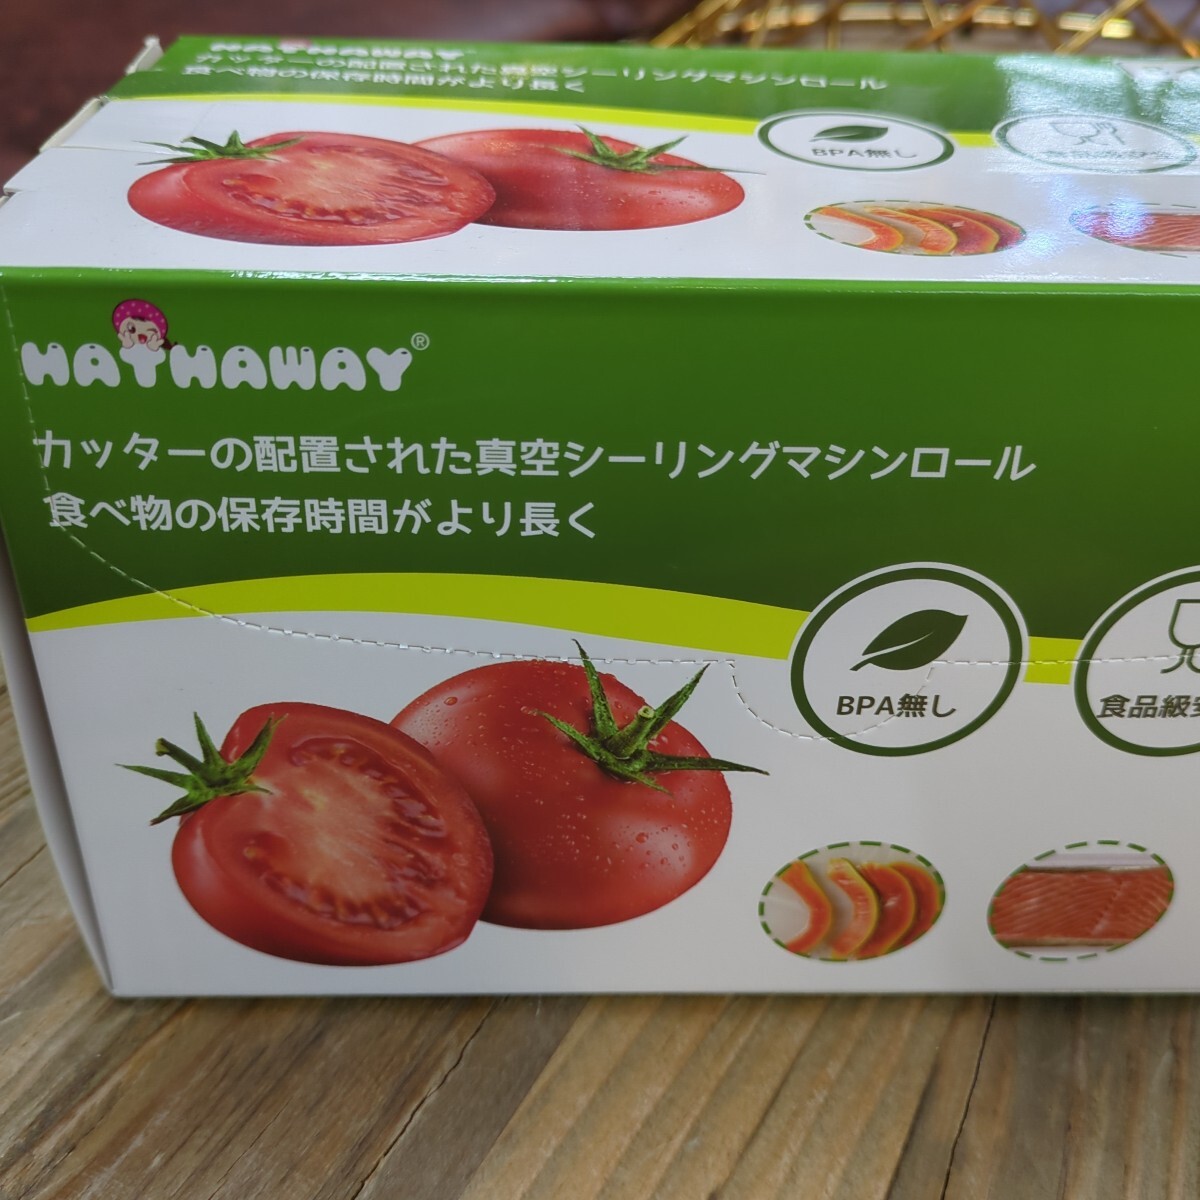 HATHAWAY
カッターの配置された真空シーリングマシンロール
食べ物の保存時間がより長く
BPA無し
HATHAWAY®
カッターの配置された真空シーリングマシンロール
食べ物の保存時間がより長く
BPA無し
食品級